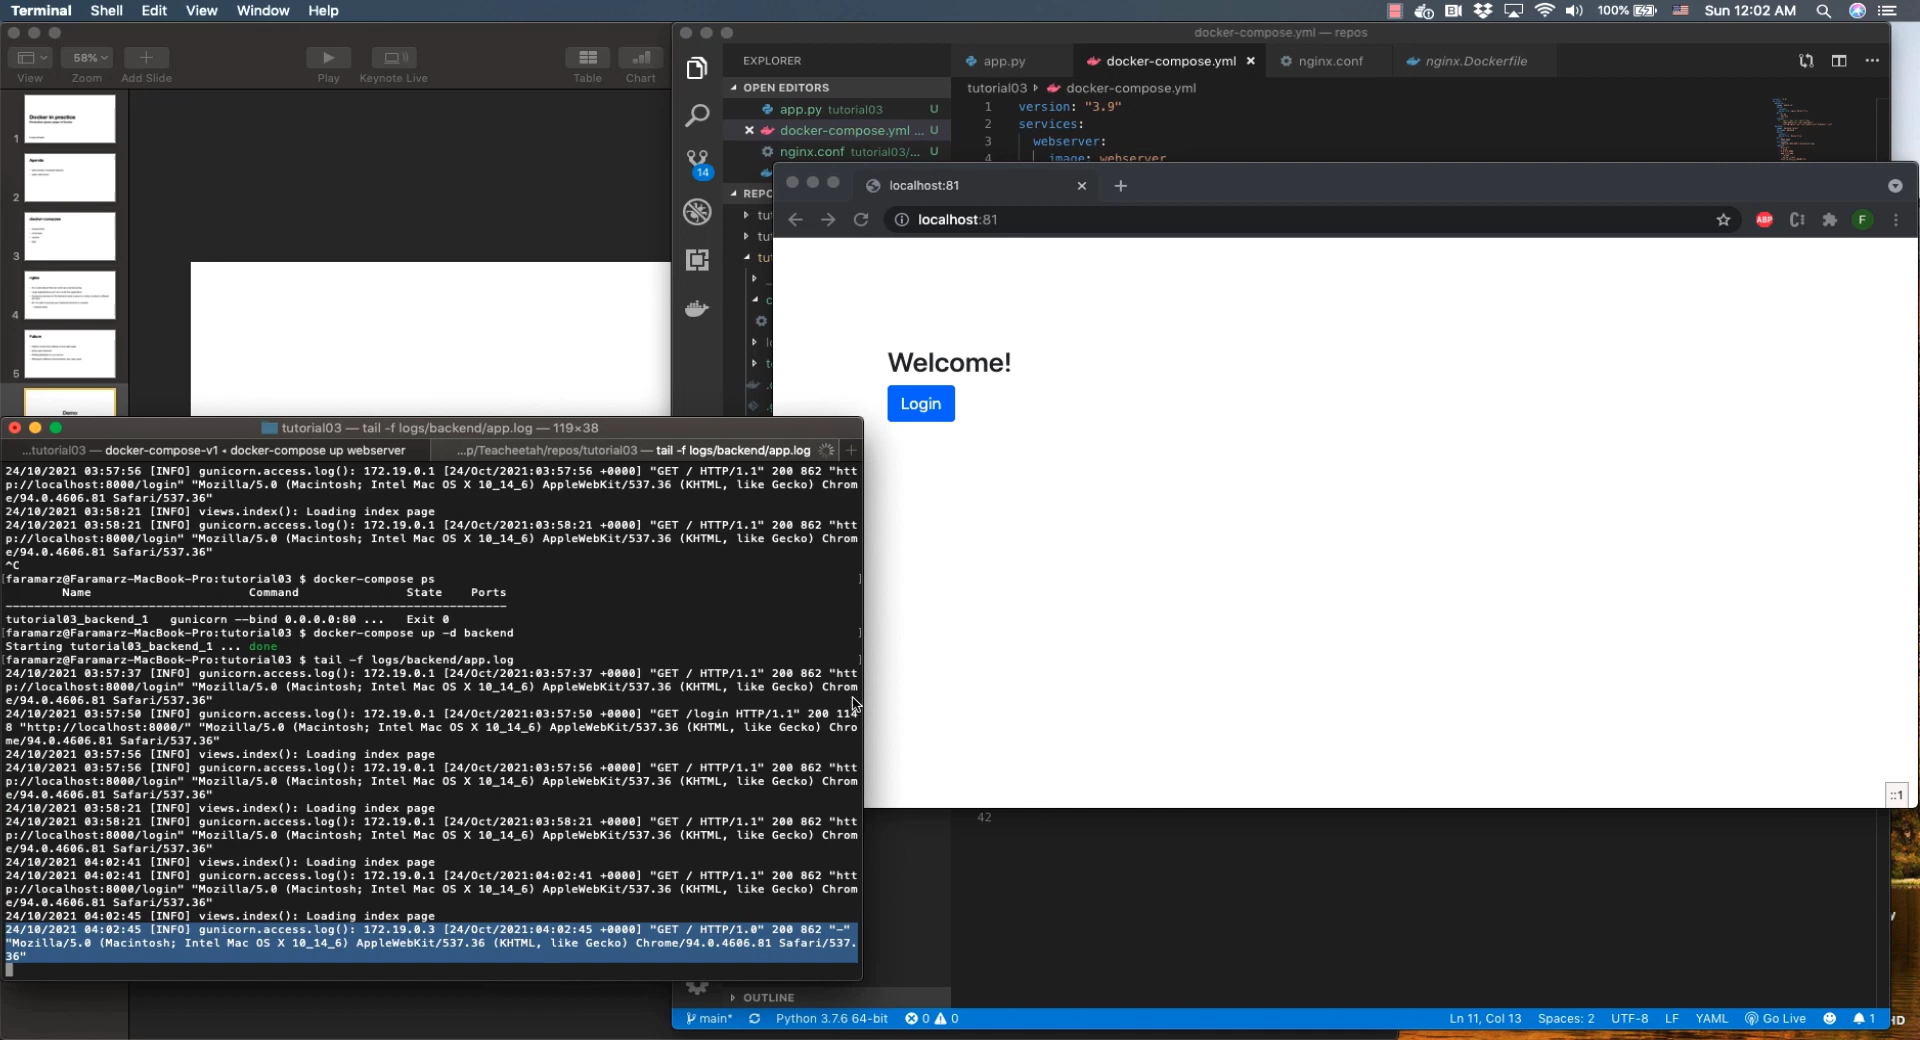 Terminal Shell Edit View Window Help
100% Sun 12:02 AM
58%
View Zoom Add Slide Play Keynote Live Table Chart
1
Docker in practice
2
Agenda
3
docker-compose
4
nginx
5
Demo
docker-compose.yml — repos
EXPLORER
app.py docker-compose.yml nginx.conf nginx.Dockerfile
OPEN EDITORS
app.py tutorial03 U
docker-compose.yml ... U
nginx.conf tutorial03/... U
14
REPO
tu
tu
tu
tutorial03 docker-compose.yml
1 version: "3.9"
2 services:
3 webserver:
4 image: webserver
localhost:81
localhost:81
ABP
F
Welcome!
Login
::1
42
tutorial03 — tail -f logs/backend/app.log — 119×38
...tutorial03 — docker-compose-v1 ◂ docker-compose up webserver
...p/Teacheetah/repos/tutorial03 — tail -f logs/backend/app.log
24/10/2021 03:57:56 [INFO] gunicorn.access.log(): 172.19.0.1 [24/Oct/2021:03:57:56 +0000] "GET / HTTP/1.1" 200 862 "htt
p://localhost:8000/login" "Mozilla/5.0 (Macintosh; Intel Mac OS X 10_14_6) AppleWebKit/537.36 (KHTML, like Gecko) Chrom
e/94.0.4606.81 Safari/537.36"
24/10/2021 03:58:21 [INFO] views.index(): Loading index page
24/10/2021 03:58:21 [INFO] gunicorn.access.log(): 172.19.0.1 [24/Oct/2021:03:58:21 +0000] "GET / HTTP/1.1" 200 862 "htt
p://localhost:8000/login" "Mozilla/5.0 (Macintosh; Intel Mac OS X 10_14_6) AppleWebKit/537.36 (KHTML, like Gecko) Chrom
e/94.0.4606.81 Safari/537.36"
^C
[faramarz@Faramarz-MacBook-Pro:tutorial03 $ docker-compose ps ]
Name Command State Ports
-----------------------------------------------------------------------
tutorial03_backend_1 gunicorn --bind 0.0.0.0:80 ... Exit 0
[faramarz@Faramarz-MacBook-Pro:tutorial03 $ docker-compose up -d backend ]
Starting tutorial03_backend_1 ... done
[faramarz@Faramarz-MacBook-Pro:tutorial03 $ tail -f logs/backend/app.log ]
24/10/2021 03:57:37 [INFO] gunicorn.access.log(): 172.19.0.1 [24/Oct/2021:03:57:37 +0000] "GET / HTTP/1.1" 200 862 "htt
p://localhost:8000/login" "Mozilla/5.0 (Macintosh; Intel Mac OS X 10_14_6) AppleWebKit/537.36 (KHTML, like Gecko) Chrom
e/94.0.4606.81 Safari/537.36"
24/10/2021 03:57:50 [INFO] gunicorn.access.log(): 172.19.0.1 [24/Oct/2021:03:57:50 +0000] "GET /login HTTP/1.1" 200 114
8 "http://localhost:8000/" "Mozilla/5.0 (Macintosh; Intel Mac OS X 10_14_6) AppleWebKit/537.36 (KHTML, like Gecko) Chro
me/94.0.4606.81 Safari/537.36"
24/10/2021 03:57:56 [INFO] views.index(): Loading index page
24/10/2021 03:57:56 [INFO] gunicorn.access.log(): 172.19.0.1 [24/Oct/2021:03:57:56 +0000] "GET / HTTP/1.1" 200 862 "htt
p://localhost:8000/login" "Mozilla/5.0 (Macintosh; Intel Mac OS X 10_14_6) AppleWebKit/537.36 (KHTML, like Gecko) Chrom
e/94.0.4606.81 Safari/537.36"
24/10/2021 03:58:21 [INFO] views.index(): Loading index page
24/10/2021 03:58:21 [INFO] gunicorn.access.log(): 172.19.0.1 [24/Oct/2021:03:58:21 +0000] "GET / HTTP/1.1" 200 862 "htt
p://localhost:8000/login" "Mozilla/5.0 (Macintosh; Intel Mac OS X 10_14_6) AppleWebKit/537.36 (KHTML, like Gecko) Chrom
e/94.0.4606.81 Safari/537.36"
24/10/2021 04:02:41 [INFO] views.index(): Loading index page
24/10/2021 04:02:41 [INFO] gunicorn.access.log(): 172.19.0.1 [24/Oct/2021:04:02:41 +0000] "GET / HTTP/1.1" 200 862 "htt
p://localhost:8000/login" "Mozilla/5.0 (Macintosh; Intel Mac OS X 10_14_6) AppleWebKit/537.36 (KHTML, like Gecko) Chrom
e/94.0.4606.81 Safari/537.36"
24/10/2021 04:02:45 [INFO] views.index(): Loading index page
24/10/2021 04:02:45 [INFO] gunicorn.access.log(): 172.19.0.3 [24/Oct/2021:04:02:45 +0000] "GET / HTTP/1.0" 200 862 "-"
"Mozilla/5.0 (Macintosh; Intel Mac OS X 10_14_6) AppleWebKit/537.36 (KHTML, like Gecko) Chrome/94.0.4606.81 Safari/537.
36"
OUTLINE
main* Python 3.7.6 64-bit 0 0
Ln 11, Col 13 Spaces: 2 UTF-8 LF YAML Go Live 1
HD